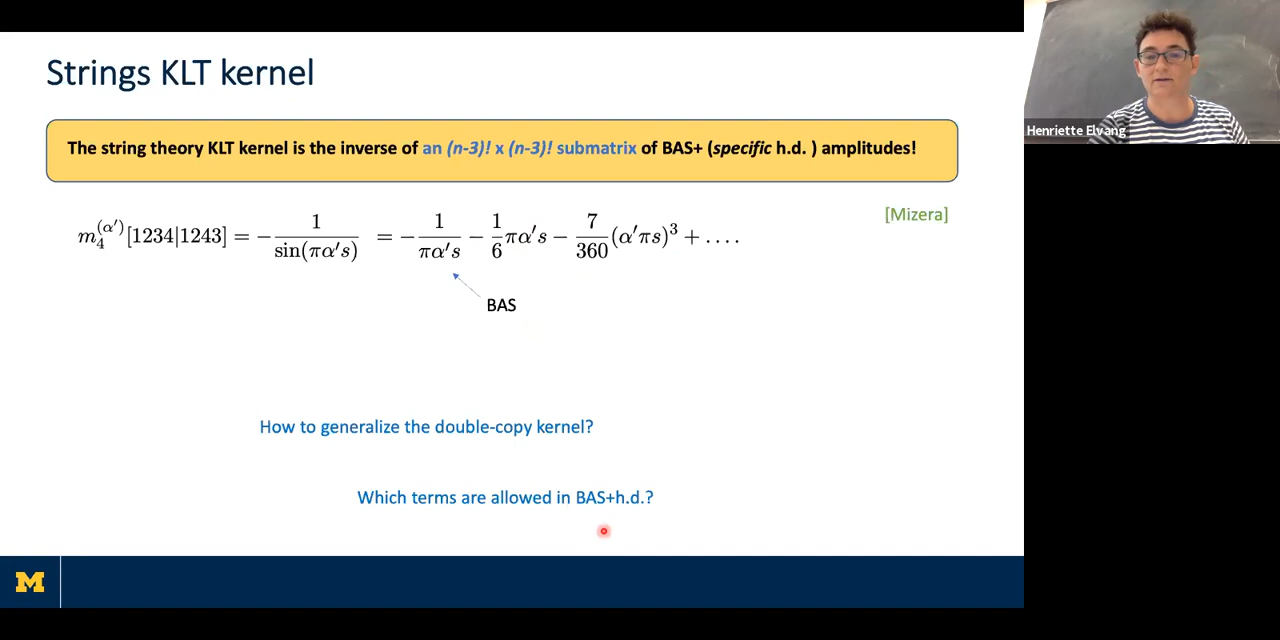 Strings KLT kernel
The string theory KLT kernel is the inverse of an (n-3)! x (n-3)! submatrix of BAS+ (specific h.d. ) amplitudes!
[Mizera]
m_4^{(α′)}[1234|1243] = −\frac{1}{sin(πα′s)} = −\frac{1}{πα′s} − \frac{1}{6}πα′s − \frac{7}{360}(α′πs)^3 + ....
BAS
How to generalize the double-copy kernel?
Which terms are allowed in BAS+h.d.?
M
Henriette Elvang